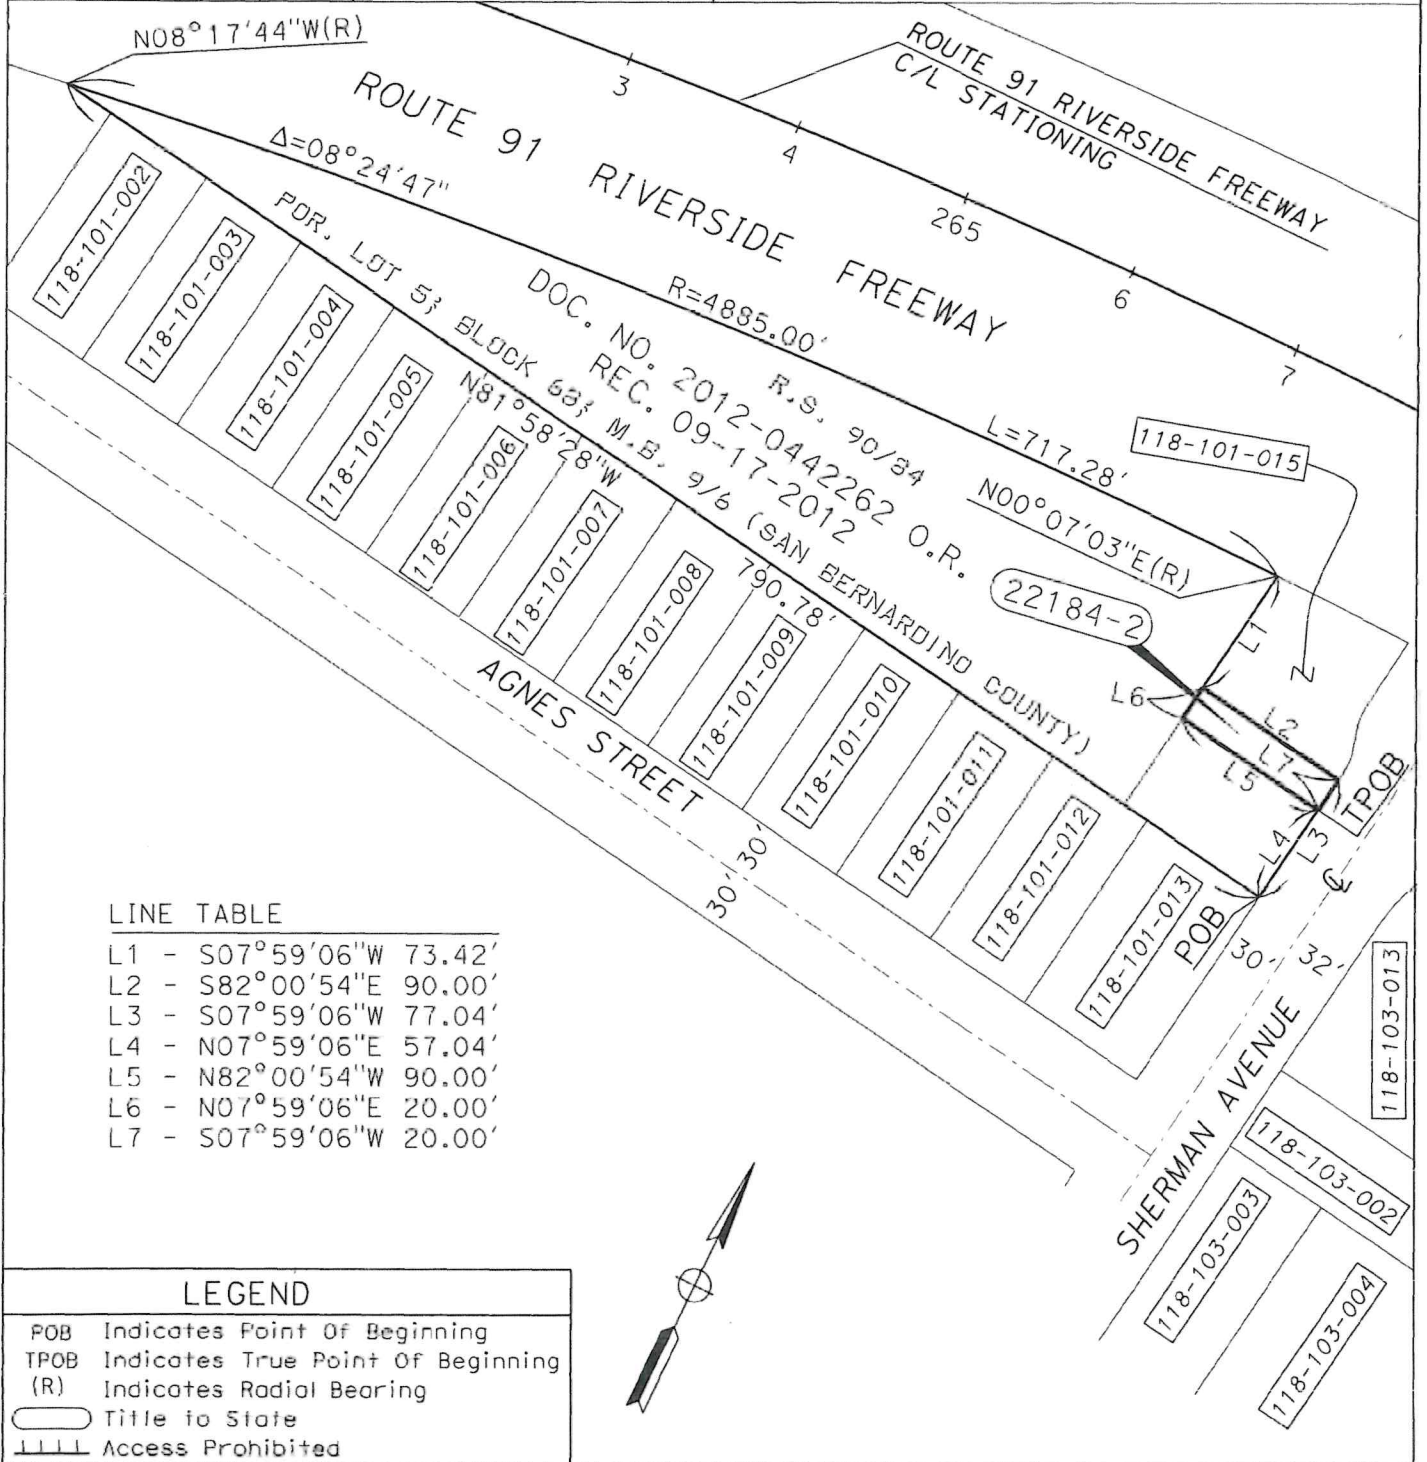 N08°17'44"W(R)
ROUTE 91 RIVERSIDE FREEWAY
C/L STATIONING
3
4
265
6
7
ROUTE 91 RIVERSIDE FREEWAY
Δ=08°24'47"
R=4885.00'
L=717.28'
DOC. NO. 2012-0442262 O.R.
REC. 09-17-2012
R.S. 90/84
POR. LOT 5; BLOCK 68; M.B. 9/6 (SAN BERNARDINO COUNTY)
N81°58'28"W
790.78'
N00°07'03"E(R)
118-101-015
22184-2
L1
L6
L2
L7
L5
TPOB
L4
L3
POB
118-101-002
118-101-003
118-101-004
118-101-005
118-101-006
118-101-007
118-101-008
118-101-009
118-101-010
118-101-011
118-101-012
118-101-013
AGNES STREET
30'
30'
30'
32'
℄
SHERMAN AVENUE
118-103-013
118-103-002
118-103-003
118-103-004
LINE TABLE
L1 - S07°59'06"W 73.42'
L2 - S82°00'54"E 90.00'
L3 - S07°59'06"W 77.04'
L4 - N07°59'06"E 57.04'
L5 - N82°00'54"W 90.00'
L6 - N07°59'06"E 20.00'
L7 - S07°59'06"W 20.00'
LEGEND
POB Indicates Point Of Beginning
TPOB Indicates True Point Of Beginning
(R) Indicates Radial Bearing
Title to State
Access Prohibited